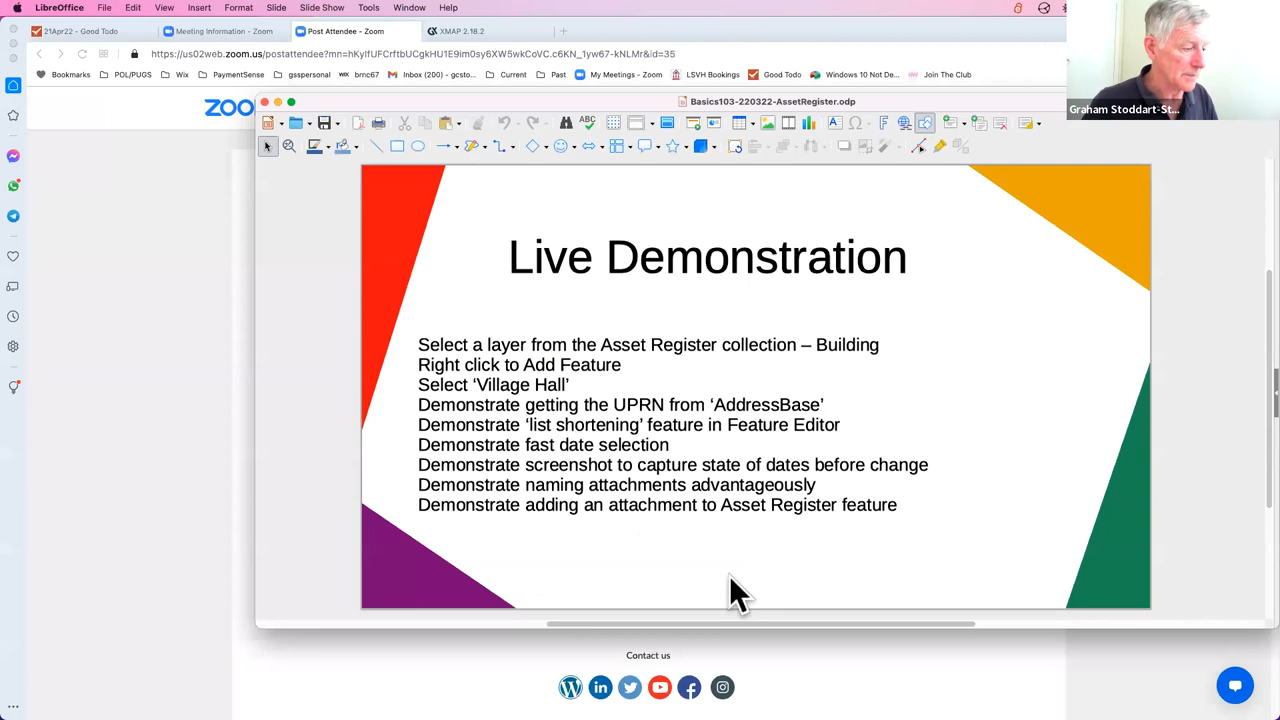 LibreOffice File Edit View Insert Format Slide Slide Show Tools Window Help
21Apr22 - Good Todo
Meeting Information - Zoom
Post Attendee - Zoom
XMAP 2.18.2
Bookmarks
POL/PUGS
Wix
PaymentSense
gsspersonal
WIX brrnc67
Current
Past
My Meetings - Zoom
LSVH Bookings
Good Todo
Windows 10 Not De...
Join The Club
ZOO
Basics103-220322-AssetRegister.odp
Graham Stoddart-St...
Live Demonstration
Select a layer from the Asset Register collection – Building
Right click to Add Feature
Select ‘Village Hall’
Demonstrate getting the UPRN from ‘AddressBase’
Demonstrate ‘list shortening’ feature in Feature Editor
Demonstrate fast date selection
Demonstrate screenshot to capture state of dates before change
Demonstrate naming attachments advantageously
Demonstrate adding an attachment to Asset Register feature
Contact us